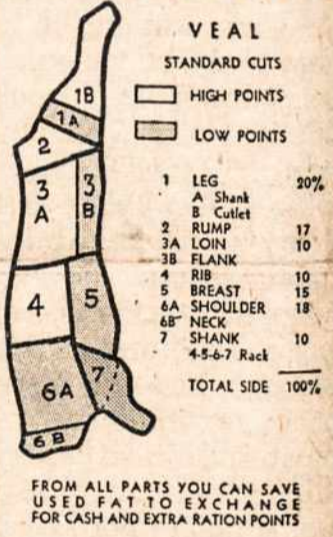 VEAL
STANDARD CUTS
HIGH POINTS
LOW POINTS
1B
1A
2
3A
3B
4
5
6A
7
6B
1 LEG 20%
A Shank
B Cutlet
2 RUMP 17
3A LOIN 10
3B FLANK
4 RIB 10
5 BREAST 15
6A SHOULDER 18
6B NECK
7 SHANK 10
4-5-6-7 Rack
TOTAL SIDE 100%
FROM ALL PARTS YOU CAN SAVE
USED FAT TO EXCHANGE
FOR CASH AND EXTRA RATION POINTS